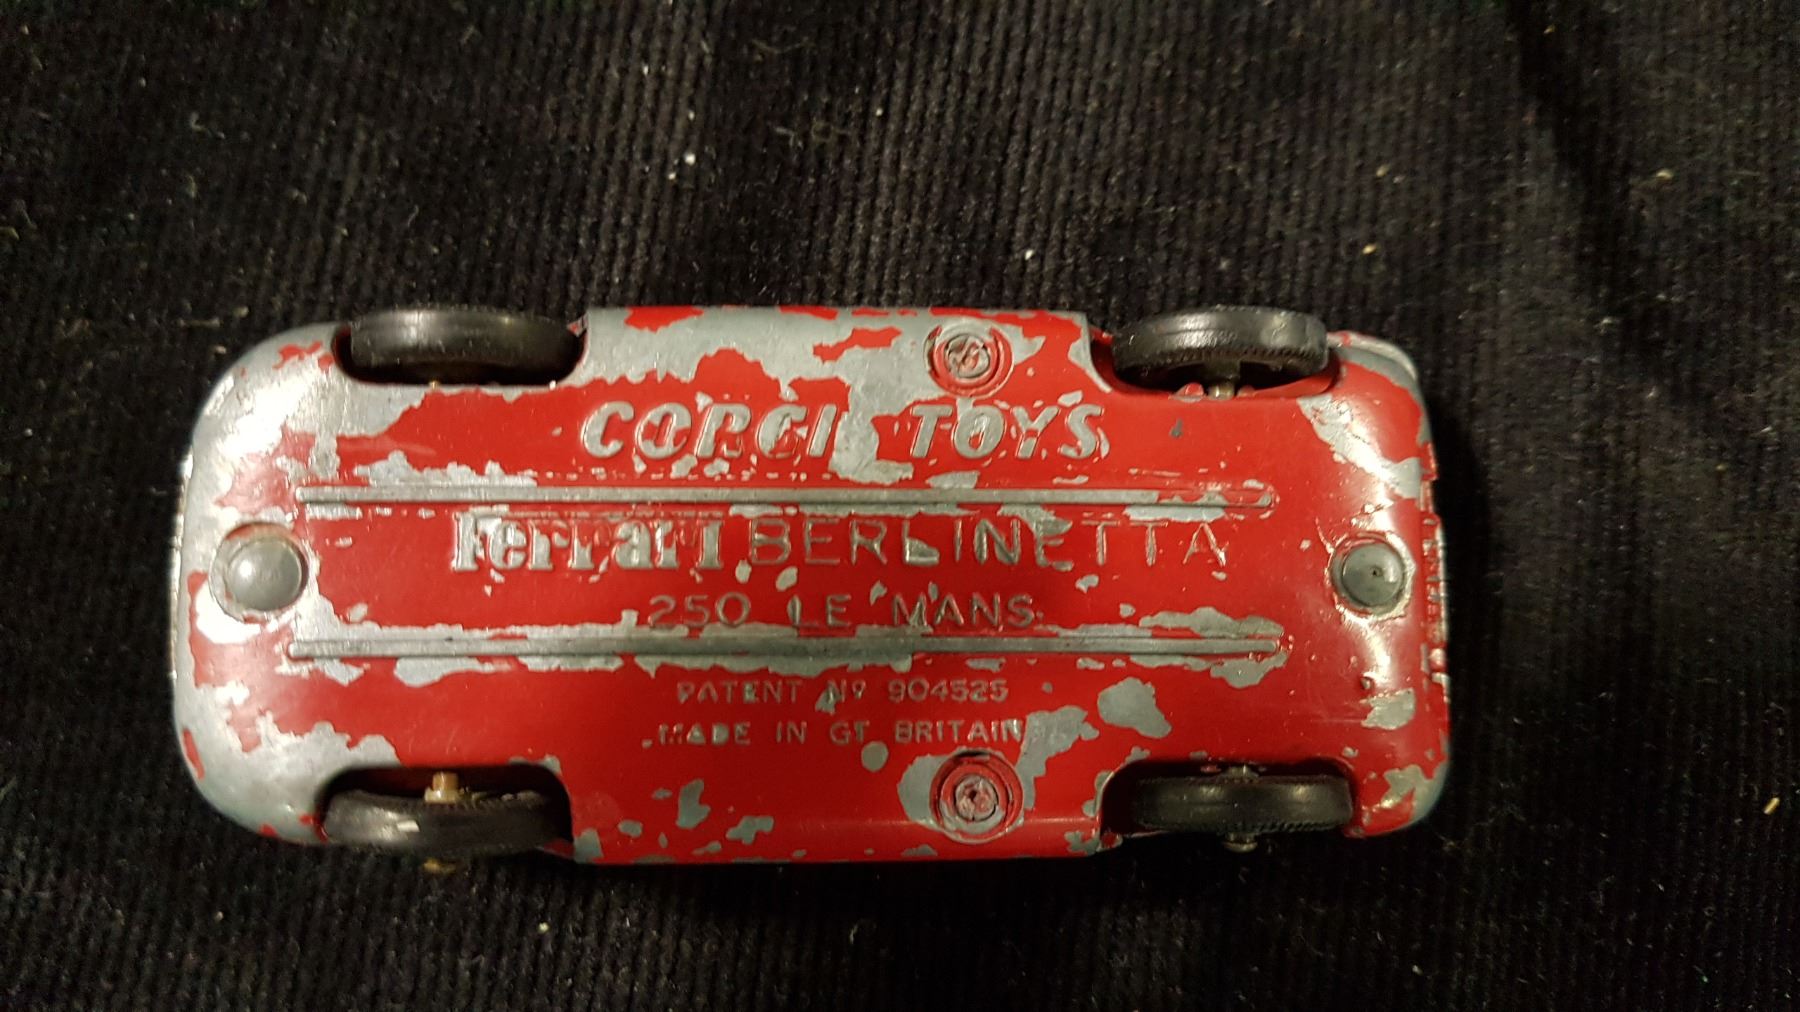 CORGI TOYS
Ferrari BERLINETTA
250 LE MANS
PATENT Nº 904525
MADE IN GT BRITAIN